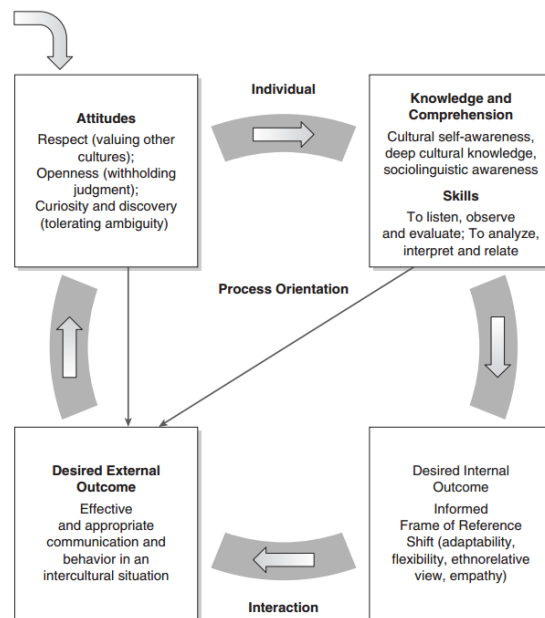 Individual
Attitudes
Respect (valuing other
cultures);
Openness (withholding
judgment);
Curiosity and discovery
(tolerating ambiguity)
Knowledge and
Comprehension
Cultural self-awareness,
deep cultural knowledge,
sociolinguistic awareness
Skills
To listen, observe
and evaluate; To analyze,
interpret and relate
Process Orientation
Desired External
Outcome
Effective
and appropriate
communication and
behavior in an
intercultural situation
Desired Internal
Outcome
Informed
Frame of Reference
Shift (adaptability,
flexibility, ethnorelative
view, empathy)
Interaction